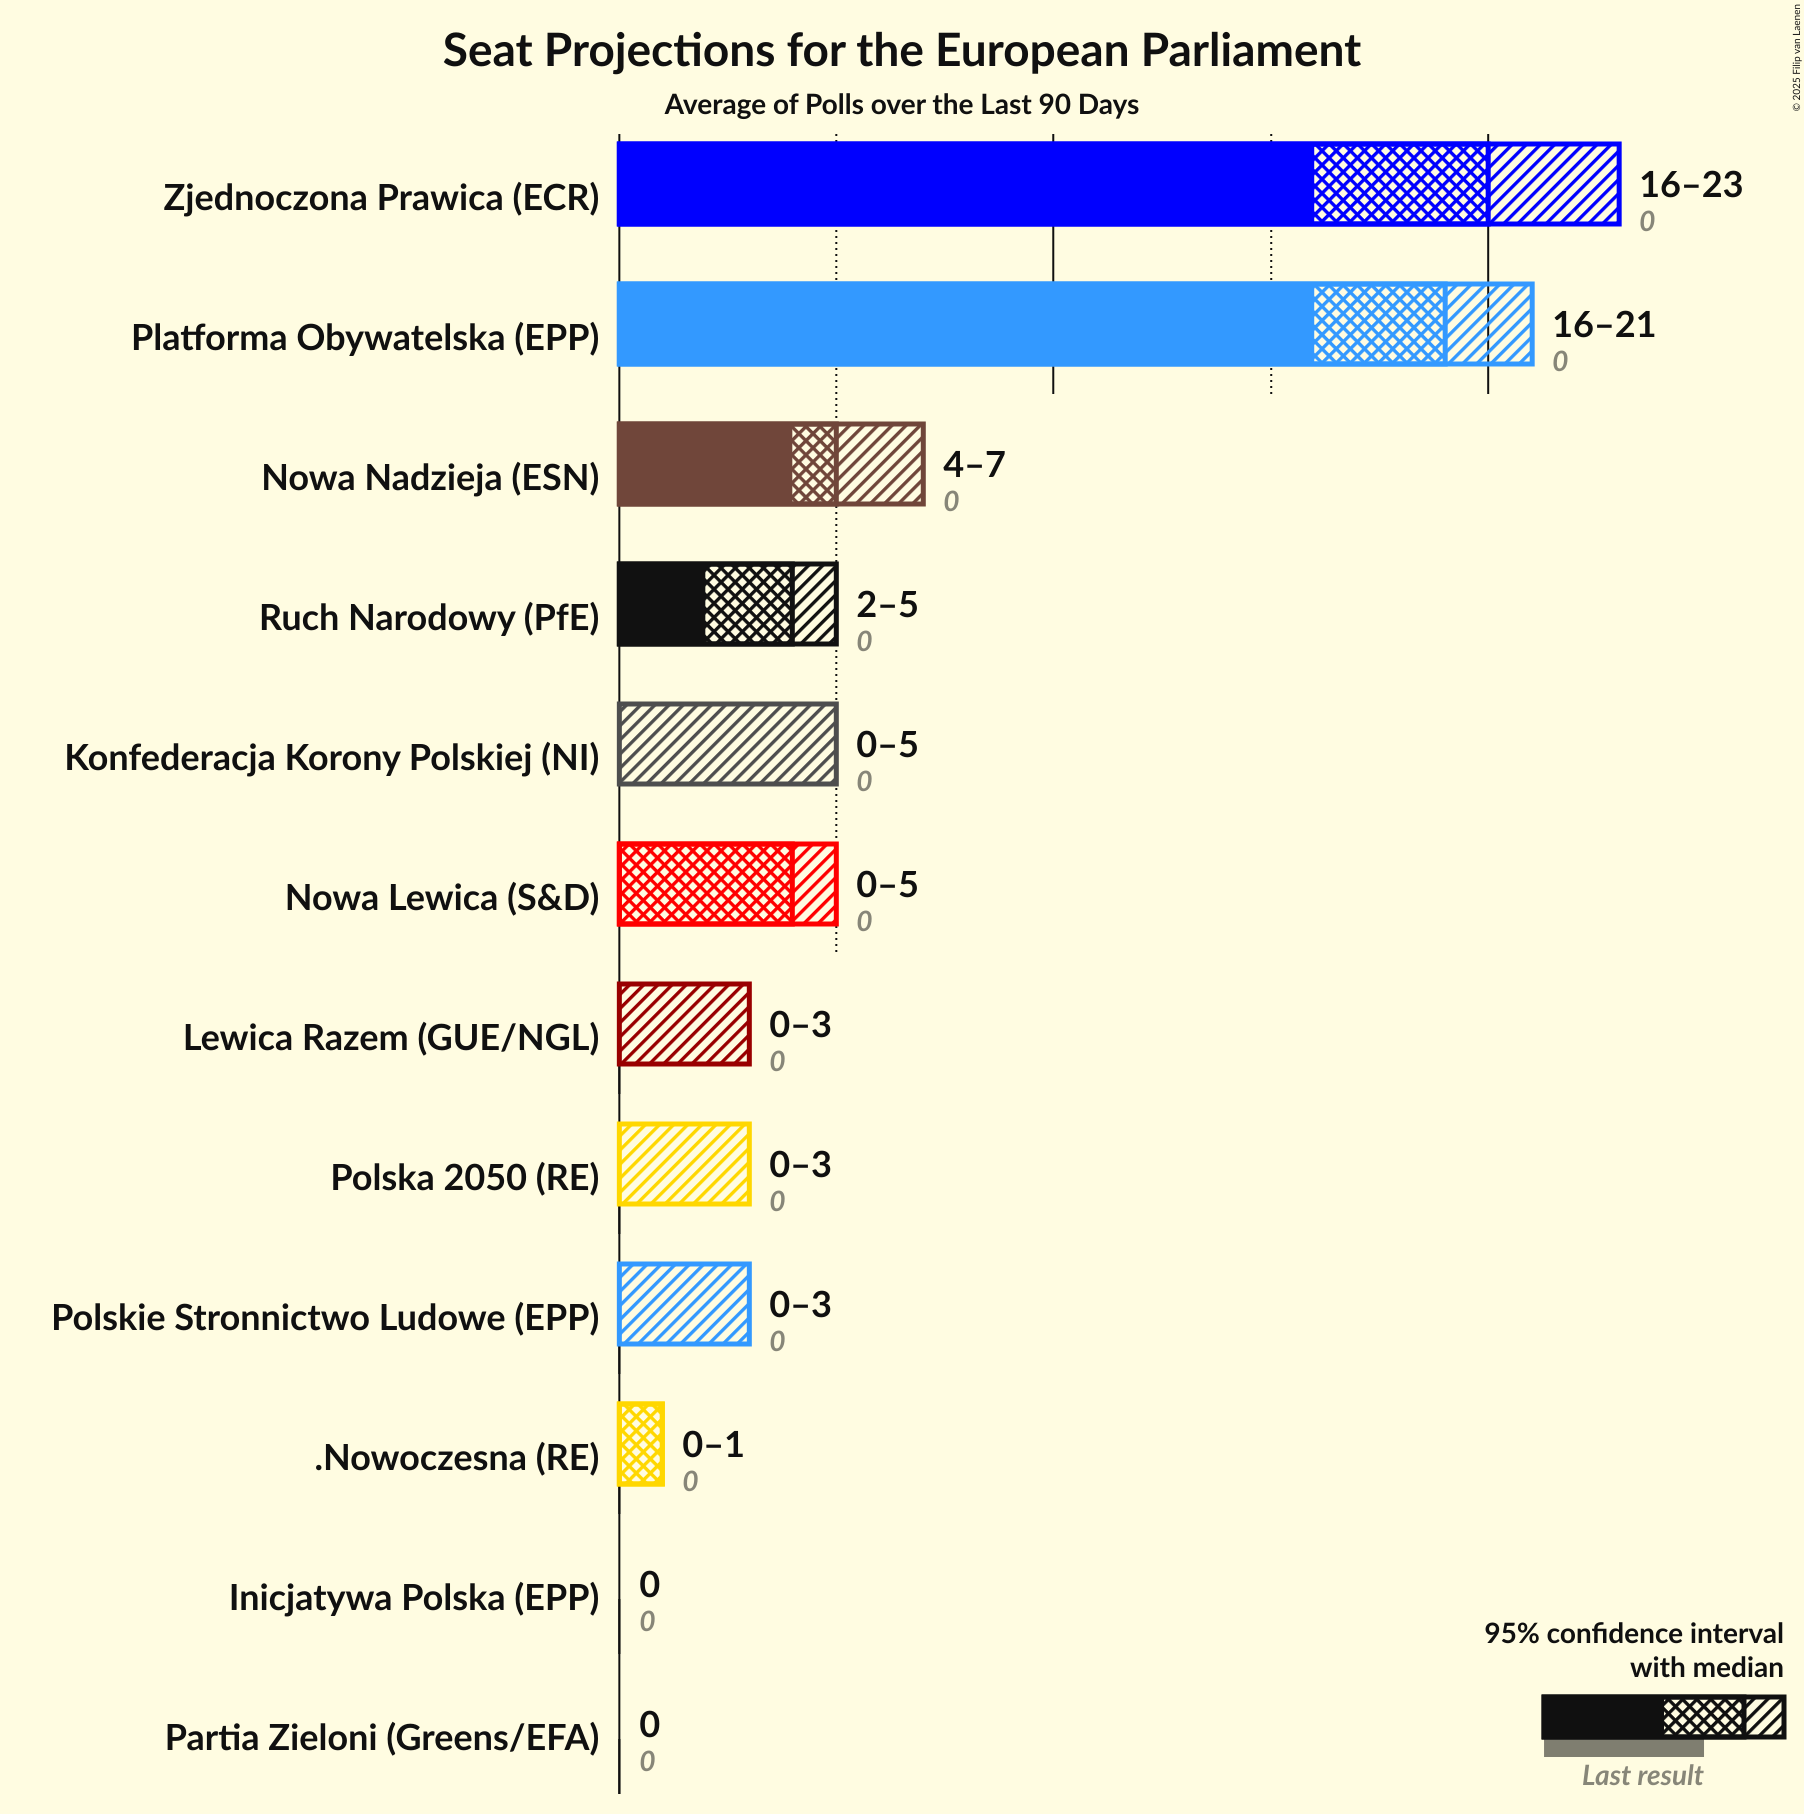 Seat Projections for the European Parliament
Average of Polls over the Last 90 Days
© 2025 Filip van Laenen
Zjednoczona Prawica (ECR)
16–23
0
Platforma Obywatelska (EPP)
16–21
0
Nowa Nadzieja (ESN)
4–7
0
Ruch Narodowy (PfE)
2–5
0
Konfederacja Korony Polskiej (NI)
0–5
0
Nowa Lewica (S&D)
0–5
0
Lewica Razem (GUE/NGL)
0–3
0
Polska 2050 (RE)
0–3
0
Polskie Stronnictwo Ludowe (EPP)
0–3
0
.Nowoczesna (RE)
0–1
0
Inicjatywa Polska (EPP)
0
0
Partia Zieloni (Greens/EFA)
0
0
95% confidence interval
with median
Last result